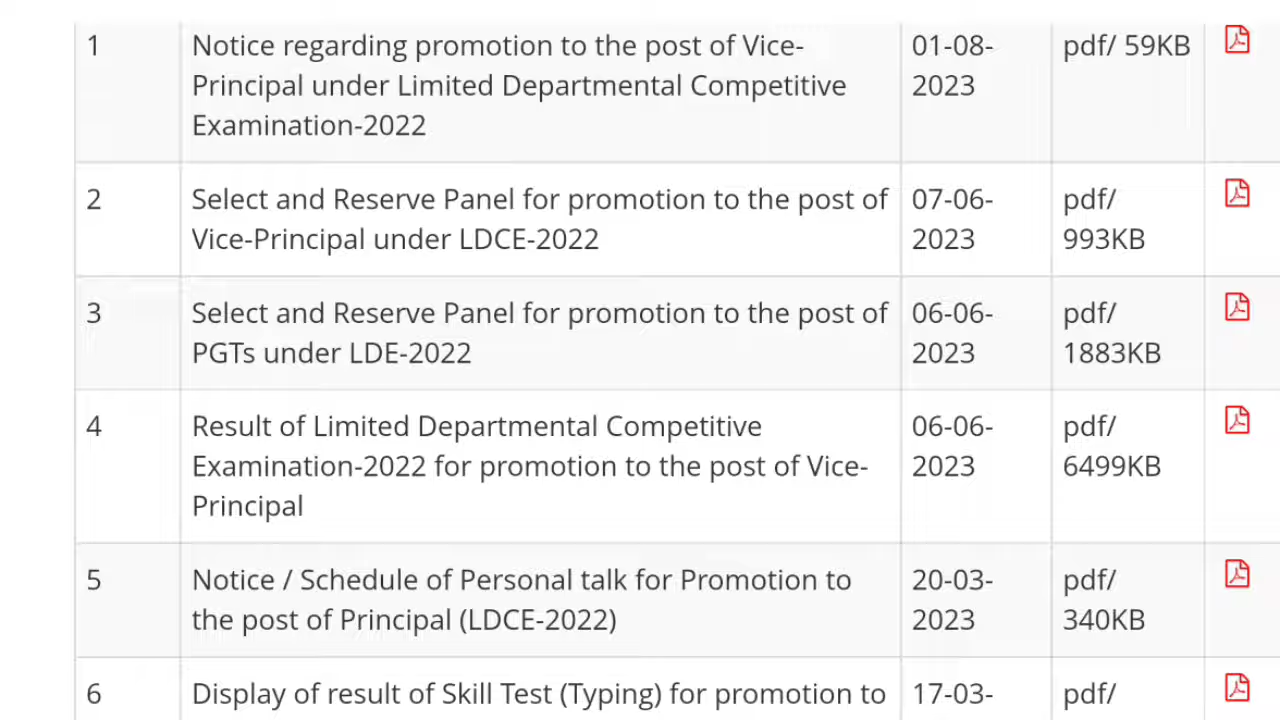 1 Notice regarding promotion to the post of Vice- 01-08- pdf/ 59KB
Principal under Limited Departmental Competitive 2023
Examination-2022
2 Select and Reserve Panel for promotion to the post of 07-06- pdf/
Vice-Principal under LDCE-2022 2023 993KB
3 Select and Reserve Panel for promotion to the post of 06-06- pdf/
PGTs under LDE-2022 2023 1883KB
4 Result of Limited Departmental Competitive 06-06- pdf/
Examination-2022 for promotion to the post of Vice- 2023 6499KB
Principal
5 Notice / Schedule of Personal talk for Promotion to 20-03- pdf/
the post of Principal (LDCE-2022) 2023 340KB
6 Display of result of Skill Test (Typing) for promotion to 17-03- pdf/